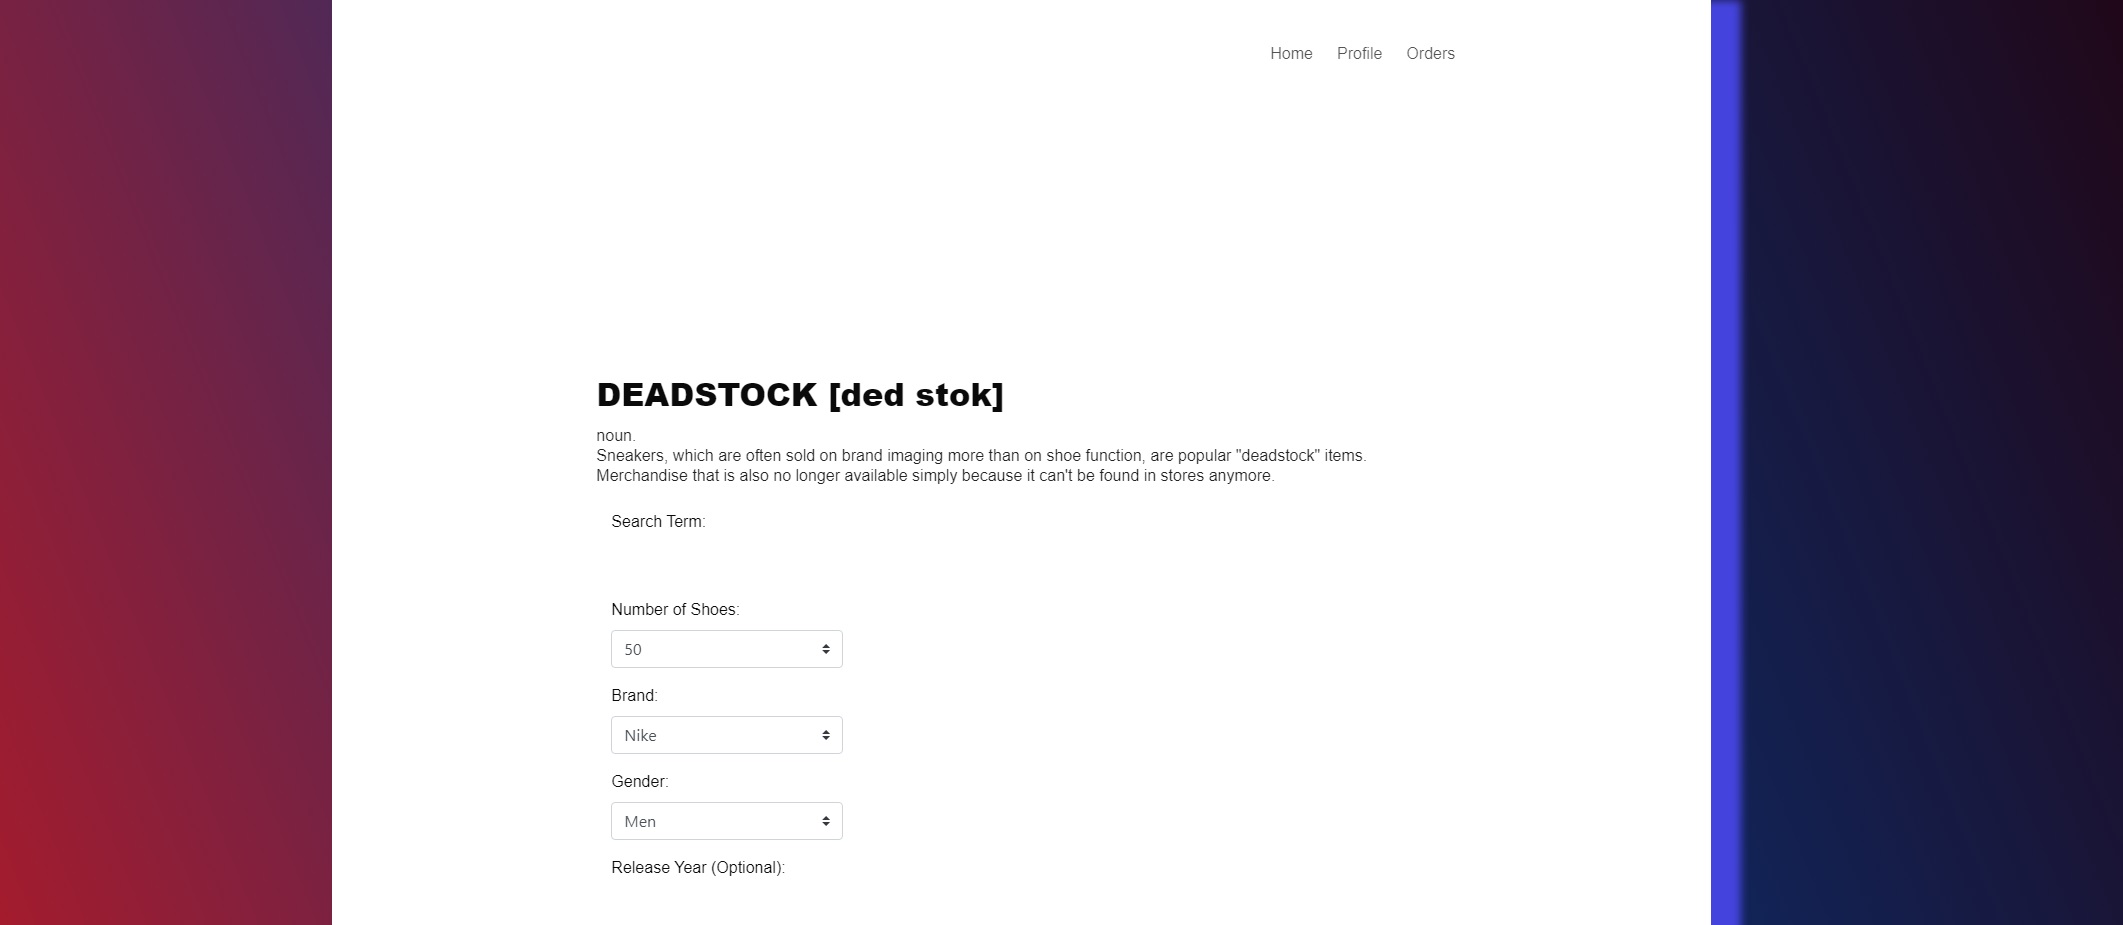 Home Profile Orders
DEADSTOCK [ded stok]
noun.
Sneakers, which are often sold on brand imaging more than on shoe function, are popular "deadstock" items.
Merchandise that is also no longer available simply because it can't be found in stores anymore.
Search Term:
Number of Shoes:
50
Brand:
Nike
Gender:
Men
Release Year (Optional):